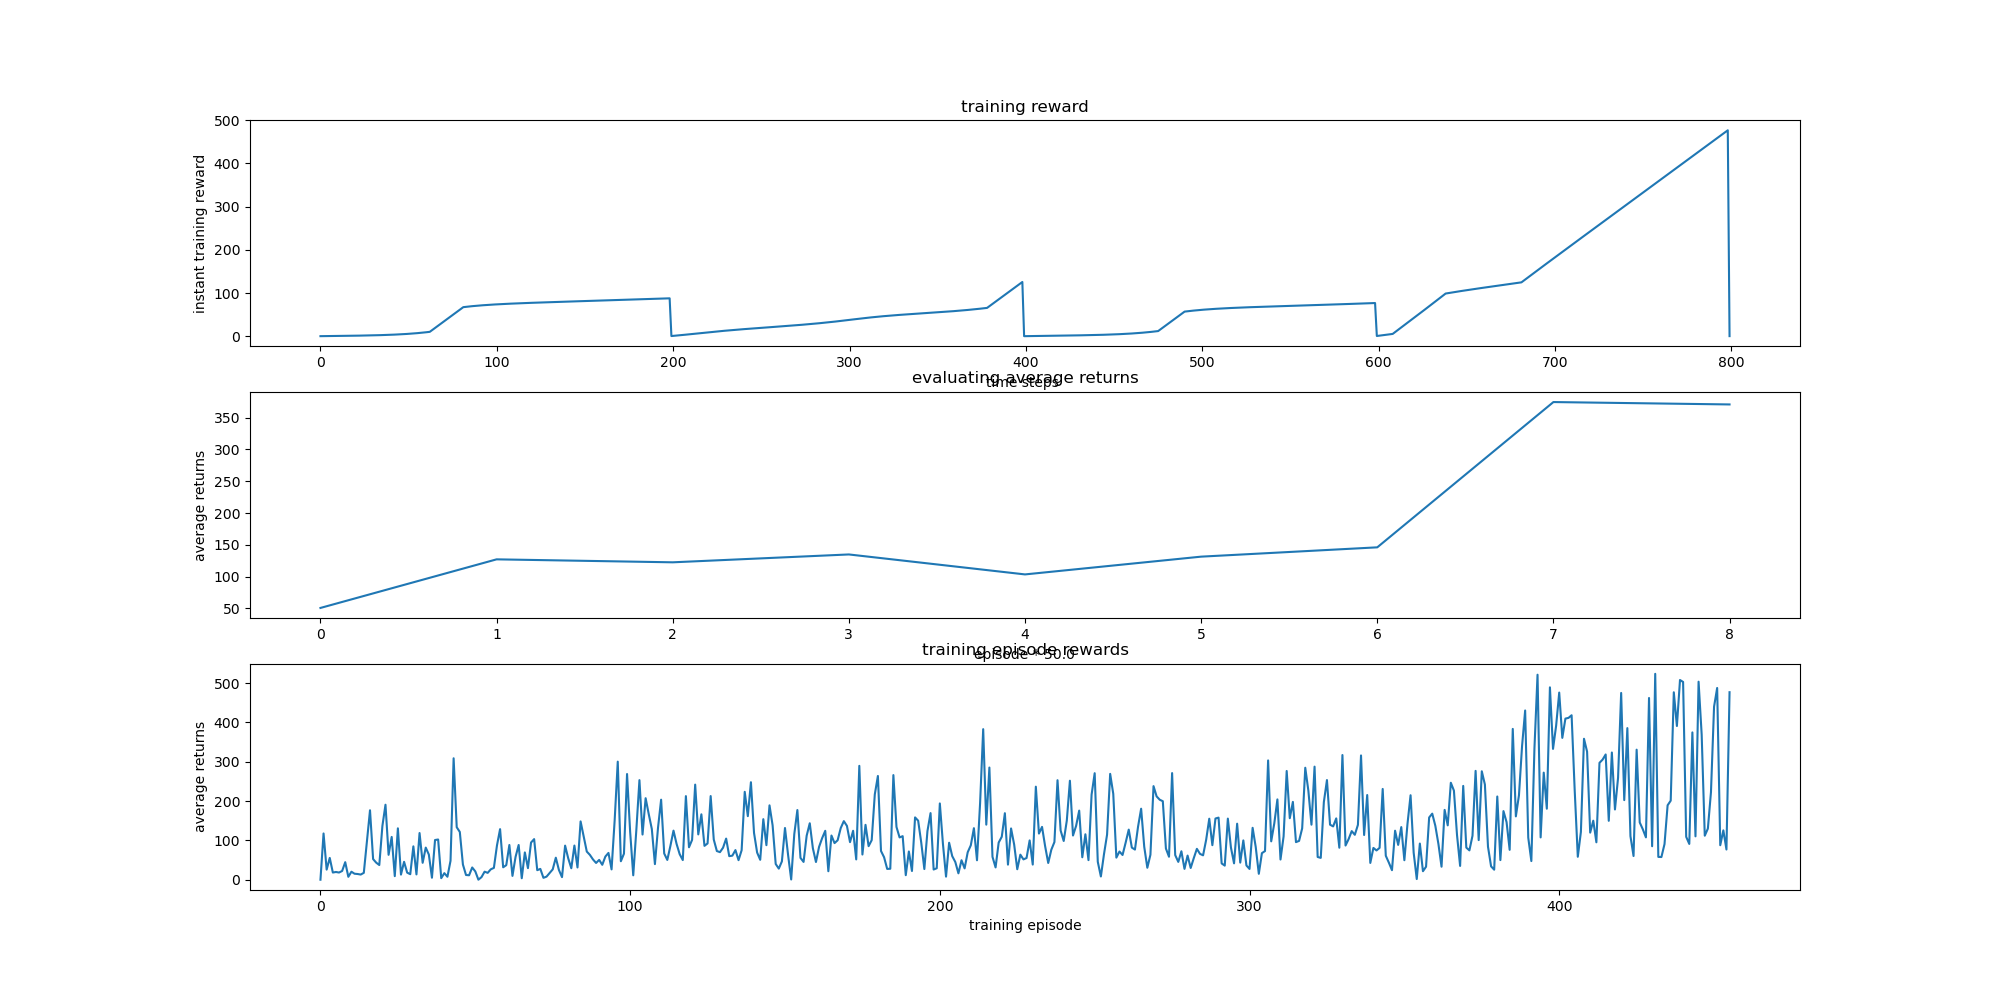 training reward
instant training reward
500
400
300
200
100
0
0 100 200 300 400 500 600 700 800
time steps
evaluating average returns
average returns
350
300
250
200
150
100
50
0 1 2 3 4 5 6 7 8
episode * 50.0
training episode rewards
average returns
500
400
300
200
100
0
0 100 200 300 400
training episode